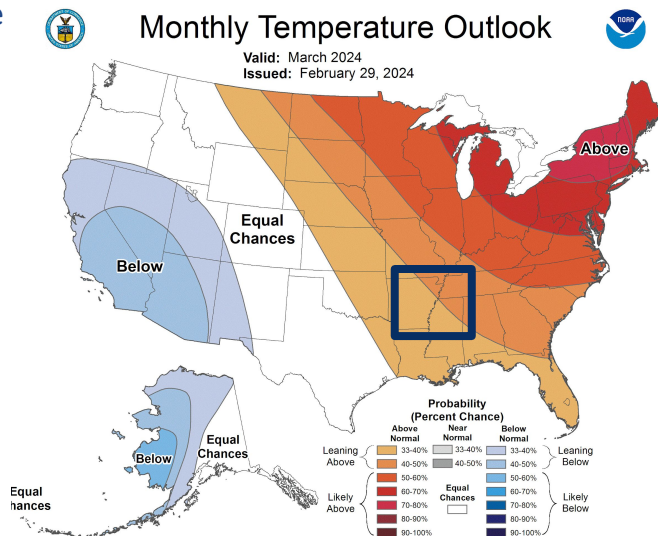 e
Monthly Temperature Outlook
NOAA
Valid: March 2024
Issued: February 29, 2024
Above
Equal
Chances
Below
Equal
Chances
Below
Equal
hances
Probability
(Percent Chance)
Above
Normal
Near
Normal
Below
Normal
Leaning
Above
33-40%
40-50%
33-40%
40-50%
33-40%
40-50%
Leaning
Below
Likely
Above
50-60%
60-70%
70-80%
80-90%
90-100%
Equal
Chances
50-60%
60-70%
70-80%
80-90%
90-100%
Likely
Below